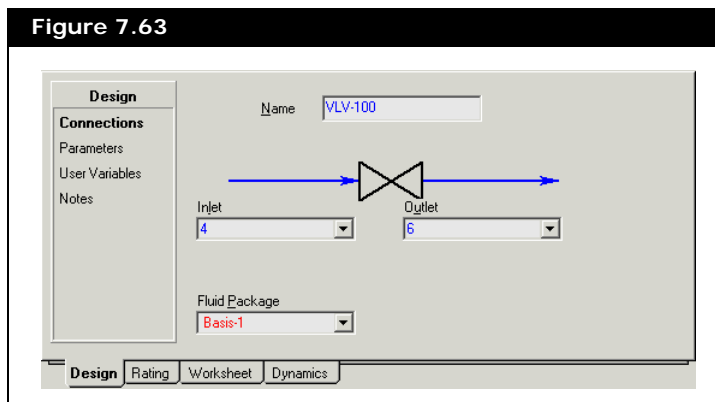 Figure 7.63
Design
Connections
Parameters
User Variables
Notes
Name VLV-100
Inlet Outlet
4 6
Fluid Package
Basis-1
Design Rating Worksheet Dynamics